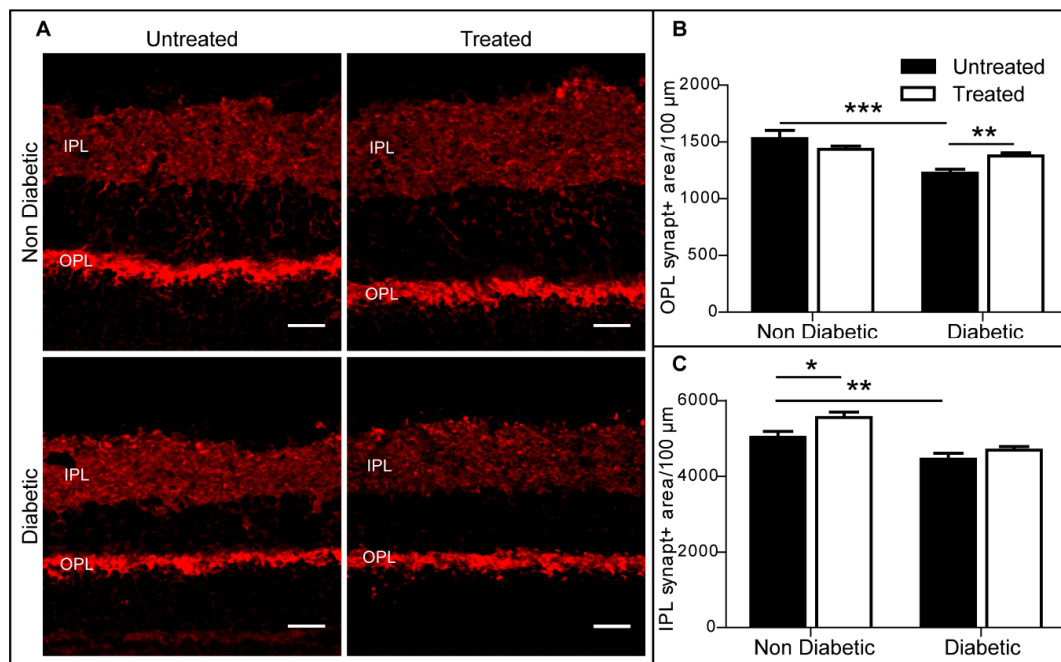 A
Untreated
Treated
Non Diabetic
IPL
IPL
OPL
OPL
Diabetic
IPL
IPL
OPL
OPL
B
Untreated
Treated
OPL synapt+ area/100 µm
2000
1500
1000
500
0
***
**
Non Diabetic
Diabetic
C
IPL synapt+ area/100 µm
6000
4000
2000
0
*
**
Non Diabetic
Diabetic